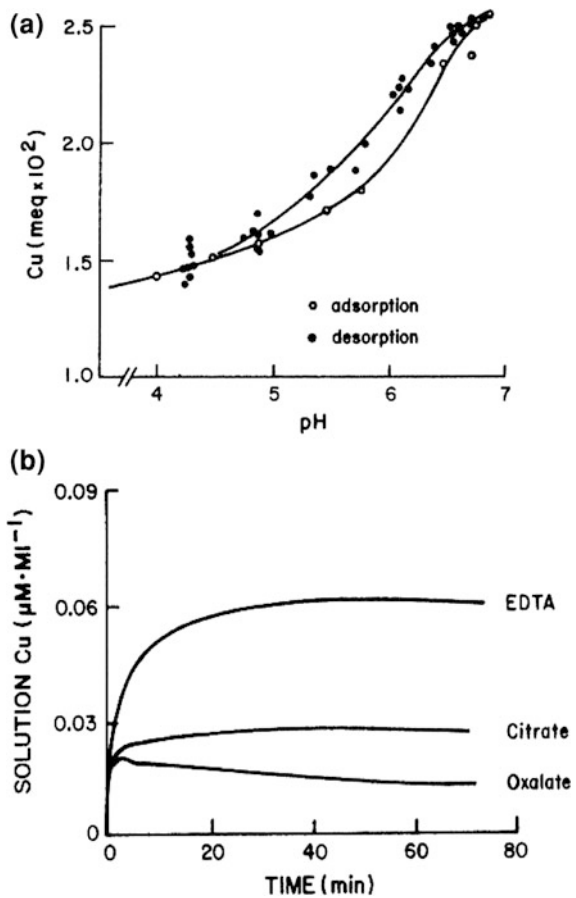 (a)
2.5
2.0
1.5
1.0
Cu (meq x 10²)
○ adsorption
● desorption
4 5 6 7
pH
(b)
0.09
0.06
0.03
0
SOLUTION Cu (μM·Ml⁻¹)
EDTA
Citrate
Oxalate
0 20 40 60 80
TIME (min)